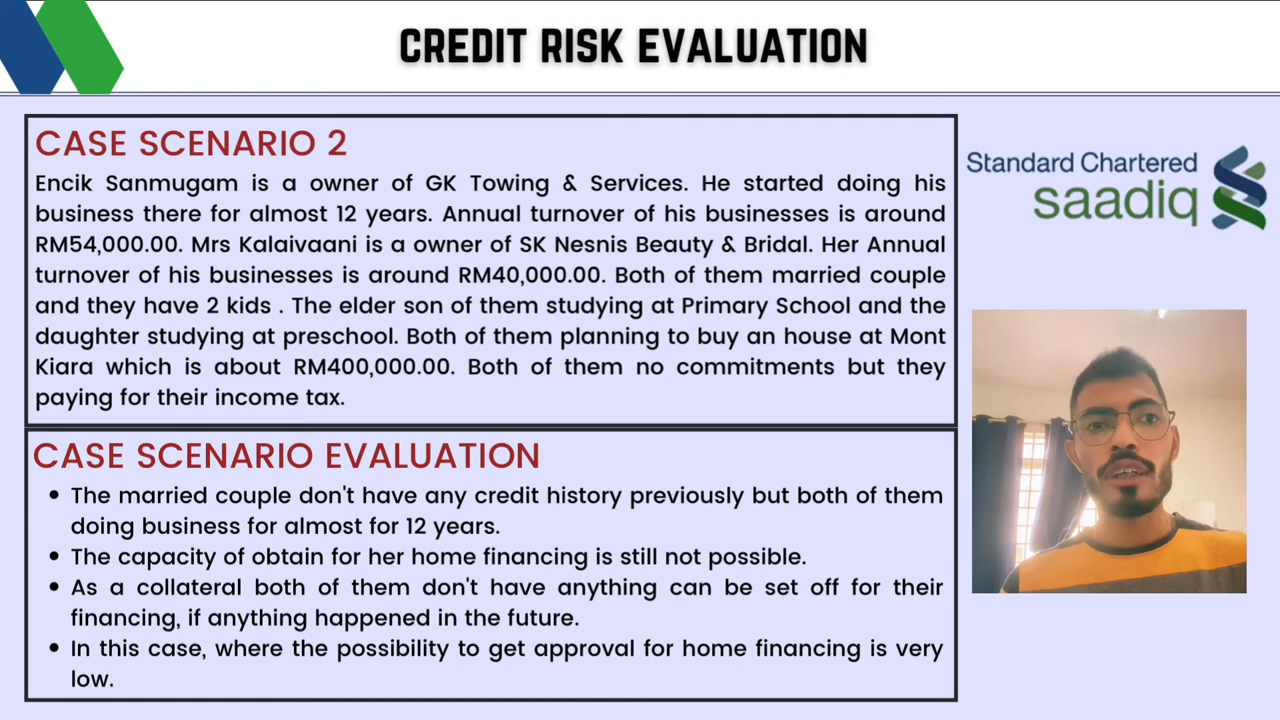 CREDIT RISK EVALUATION
CASE SCENARIO 2
Encik Sanmugam is a owner of GK Towing & Services. He started doing his
business there for almost 12 years. Annual turnover of his businesses is around
RM54,000.00. Mrs Kalaivaani is a owner of SK Nesnis Beauty & Bridal. Her Annual
turnover of his businesses is around RM40,000.00. Both of them married couple
and they have 2 kids . The elder son of them studying at Primary School and the
daughter studying at preschool. Both of them planning to buy an house at Mont
Kiara which is about RM400,000.00. Both of them no commitments but they
paying for their income tax.
CASE SCENARIO EVALUATION
The married couple don't have any credit history previously but both of them
doing business for almost for 12 years.
The capacity of obtain for her home financing is still not possible.
As a collateral both of them don't have anything can be set off for their
financing, if anything happened in the future.
In this case, where the possibility to get approval for home financing is very
low.
Standard Chartered
saadiq